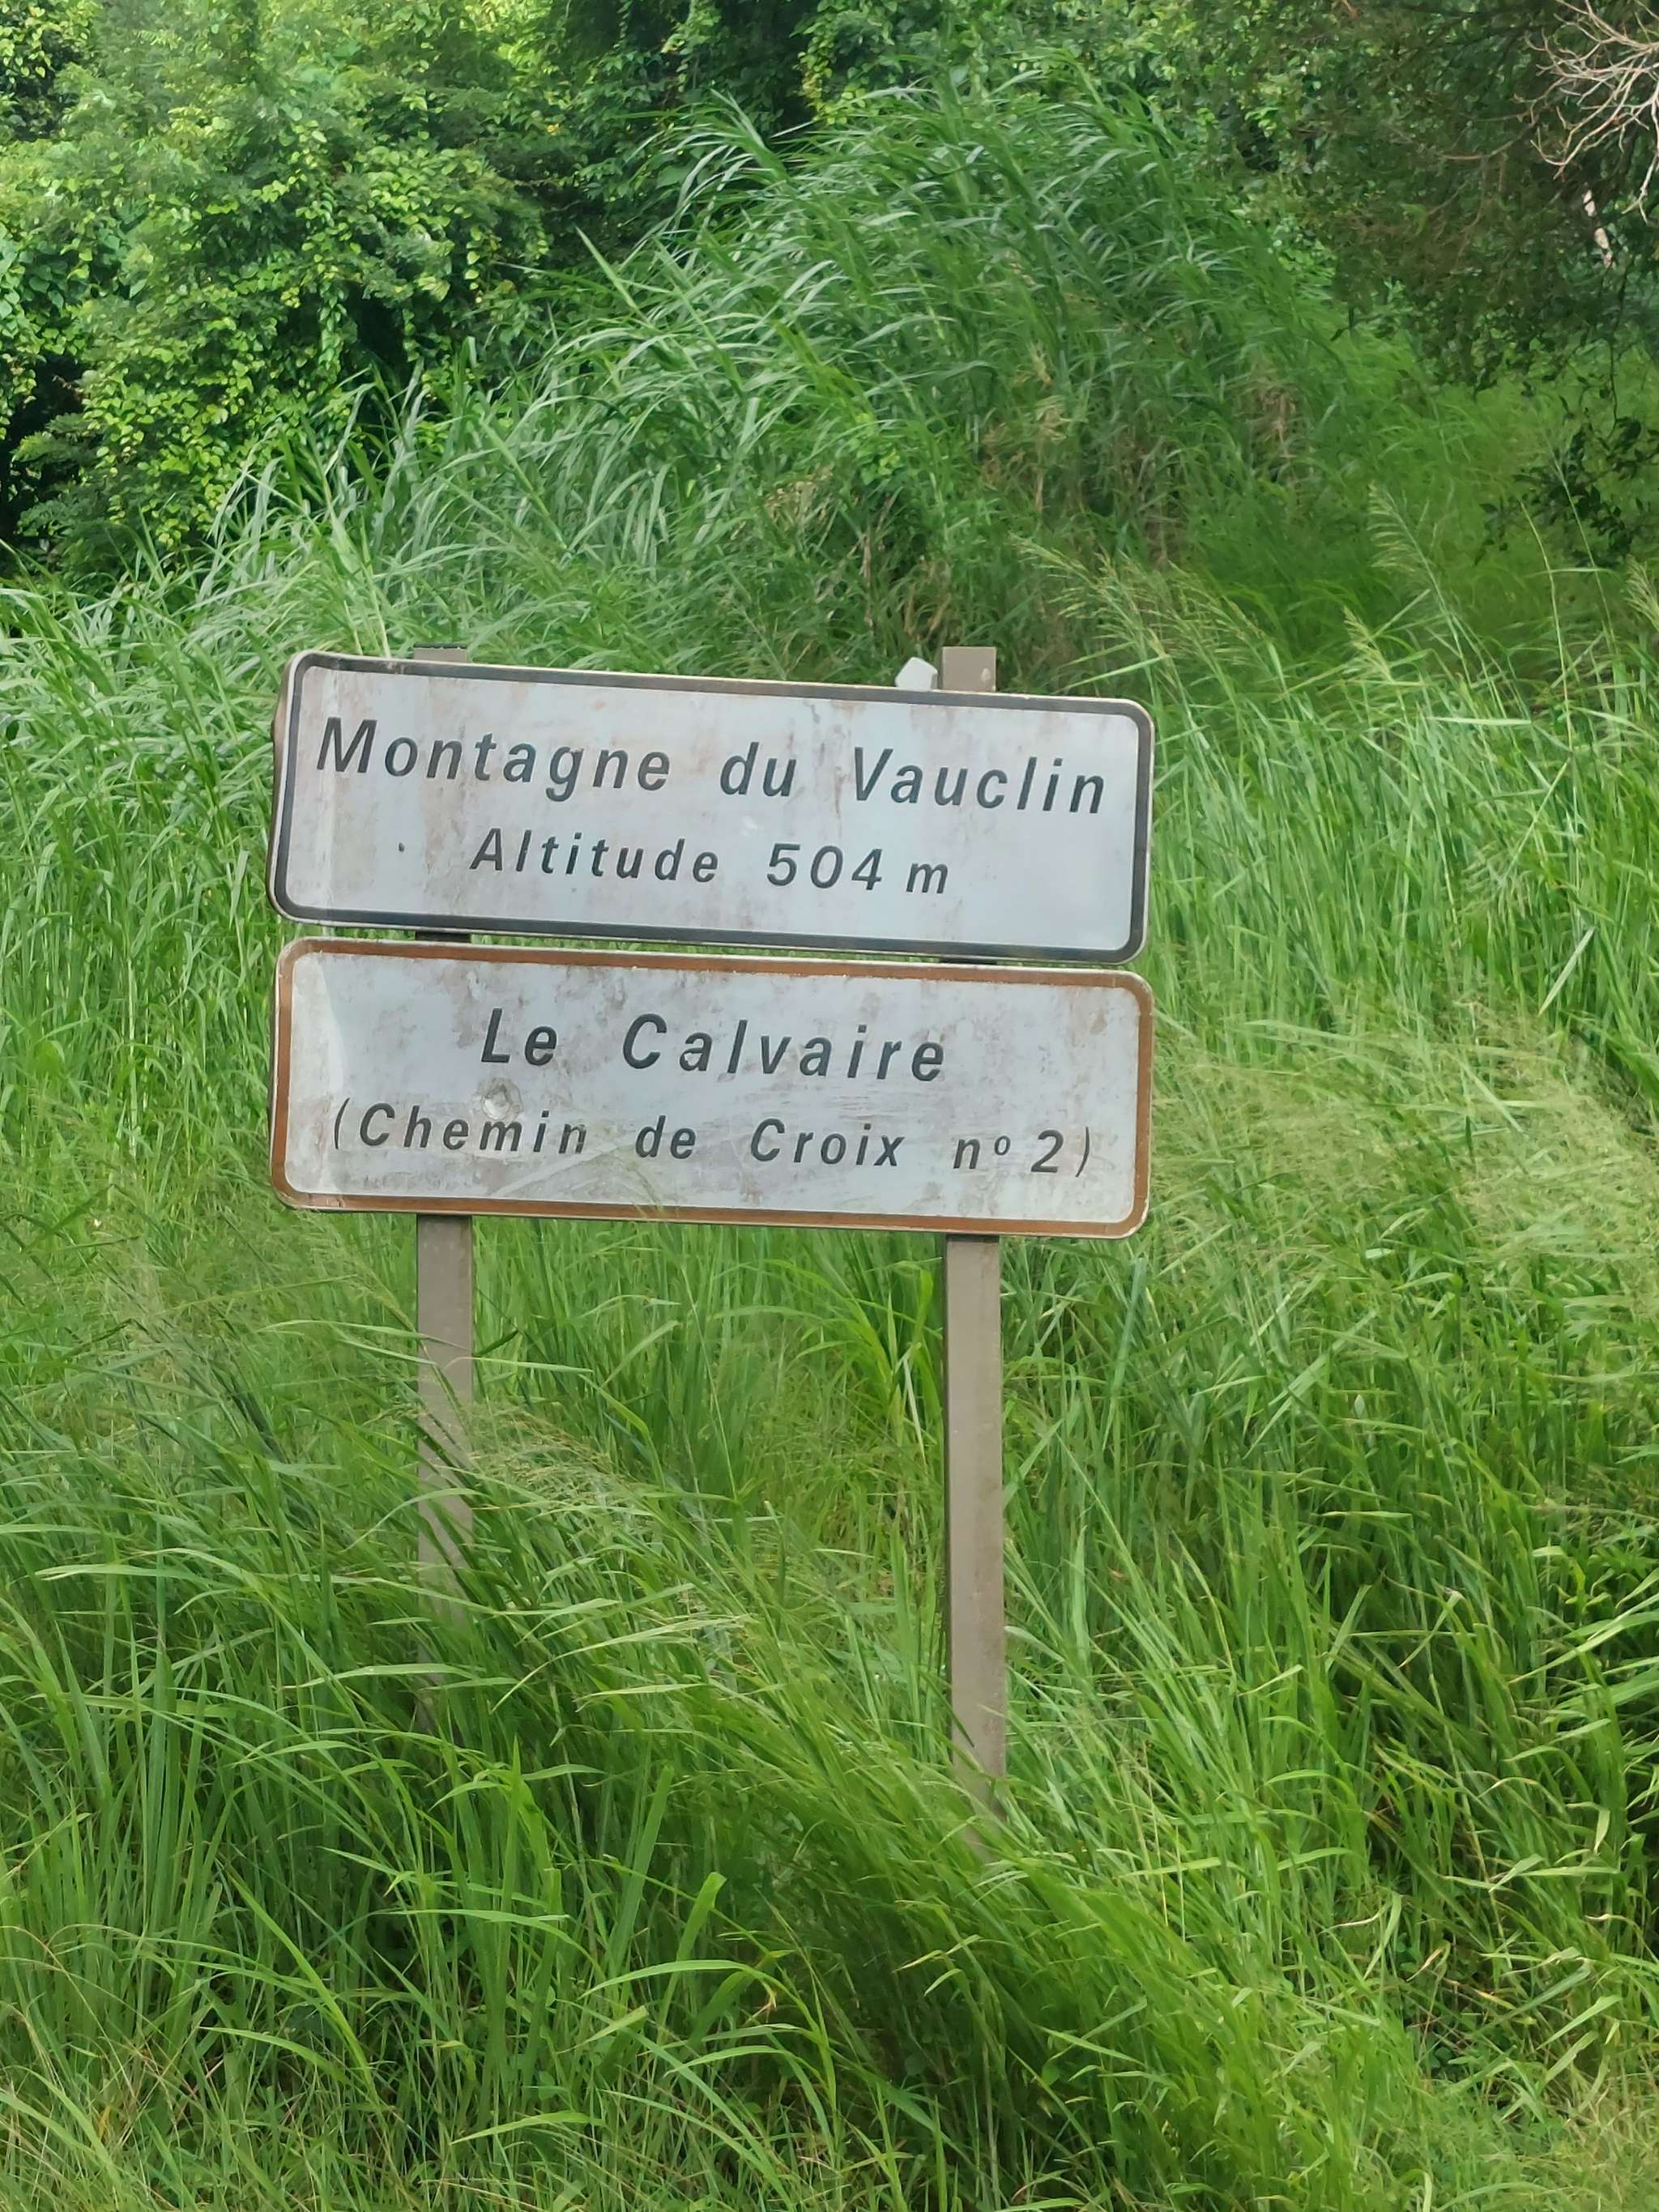 Montagne du Vauclin
Altitude 504 m
Le Calvaire
(Chemin de Croix nº 2)